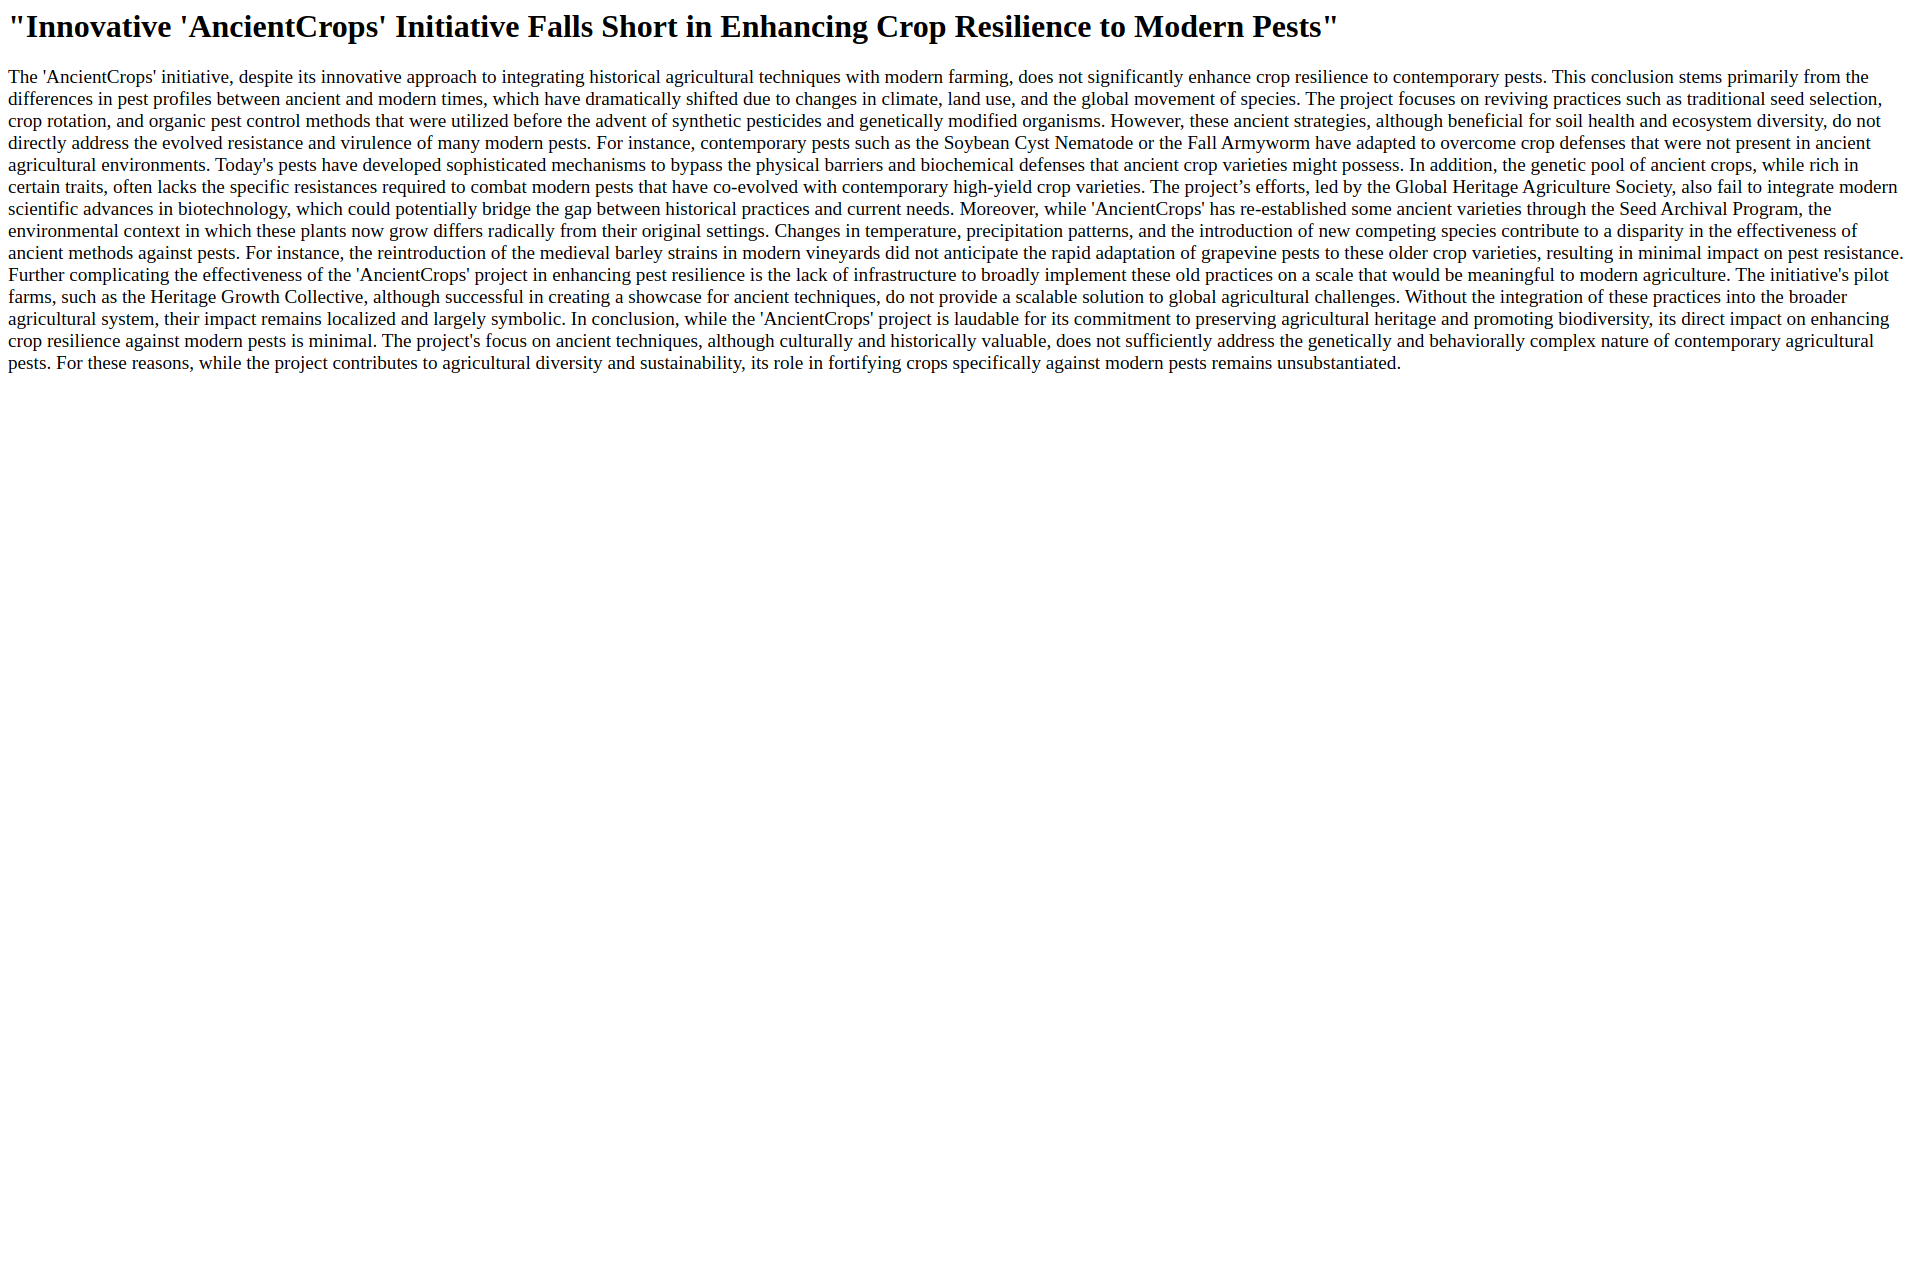 "Innovative 'AncientCrops' Initiative Falls Short in Enhancing Crop Resilience to Modern Pests"
The 'AncientCrops' initiative, despite its innovative approach to integrating historical agricultural techniques with modern farming, does not significantly enhance crop resilience to contemporary pests. This conclusion stems primarily from the
differences in pest profiles between ancient and modern times, which have dramatically shifted due to changes in climate, land use, and the global movement of species. The project focuses on reviving practices such as traditional seed selection,
crop rotation, and organic pest control methods that were utilized before the advent of synthetic pesticides and genetically modified organisms. However, these ancient strategies, although beneficial for soil health and ecosystem diversity, do not
directly address the evolved resistance and virulence of many modern pests. For instance, contemporary pests such as the Soybean Cyst Nematode or the Fall Armyworm have adapted to overcome crop defenses that were not present in ancient
agricultural environments. Today's pests have developed sophisticated mechanisms to bypass the physical barriers and biochemical defenses that ancient crop varieties might possess. In addition, the genetic pool of ancient crops, while rich in
certain traits, often lacks the specific resistances required to combat modern pests that have co-evolved with contemporary high-yield crop varieties. The project’s efforts, led by the Global Heritage Agriculture Society, also fail to integrate modern
scientific advances in biotechnology, which could potentially bridge the gap between historical practices and current needs. Moreover, while 'AncientCrops' has re-established some ancient varieties through the Seed Archival Program, the
environmental context in which these plants now grow differs radically from their original settings. Changes in temperature, precipitation patterns, and the introduction of new competing species contribute to a disparity in the effectiveness of
ancient methods against pests. For instance, the reintroduction of the medieval barley strains in modern vineyards did not anticipate the rapid adaptation of grapevine pests to these older crop varieties, resulting in minimal impact on pest resistance.
Further complicating the effectiveness of the 'AncientCrops' project in enhancing pest resilience is the lack of infrastructure to broadly implement these old practices on a scale that would be meaningful to modern agriculture. The initiative's pilot
farms, such as the Heritage Growth Collective, although successful in creating a showcase for ancient techniques, do not provide a scalable solution to global agricultural challenges. Without the integration of these practices into the broader
agricultural system, their impact remains localized and largely symbolic. In conclusion, while the 'AncientCrops' project is laudable for its commitment to preserving agricultural heritage and promoting biodiversity, its direct impact on enhancing
crop resilience against modern pests is minimal. The project's focus on ancient techniques, although culturally and historically valuable, does not sufficiently address the genetically and behaviorally complex nature of contemporary agricultural
pests. For these reasons, while the project contributes to agricultural diversity and sustainability, its role in fortifying crops specifically against modern pests remains unsubstantiated.